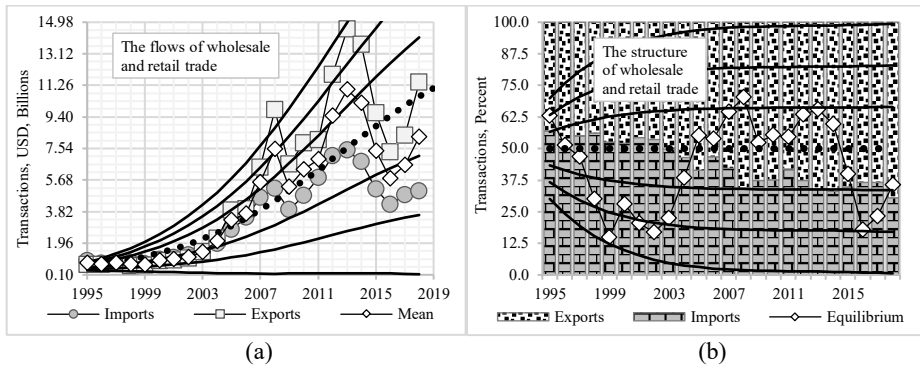 14.98
13.12
11.26
9.40
7.54
5.68
3.82
1.96
0.10
Transactions, USD, Billions
The flows of wholesale
and retail trade
1995 1999 2003 2007 2011 2015 2019
Imports Exports Mean
(a)
100.0
87.5
75.0
62.5
50.0
37.5
25.0
12.5
0.0
Transactions, Percent
The structure
of wholesale
and retail trade
1995 1999 2003 2007 2011 2015
Exports Imports Equilibrium
(b)